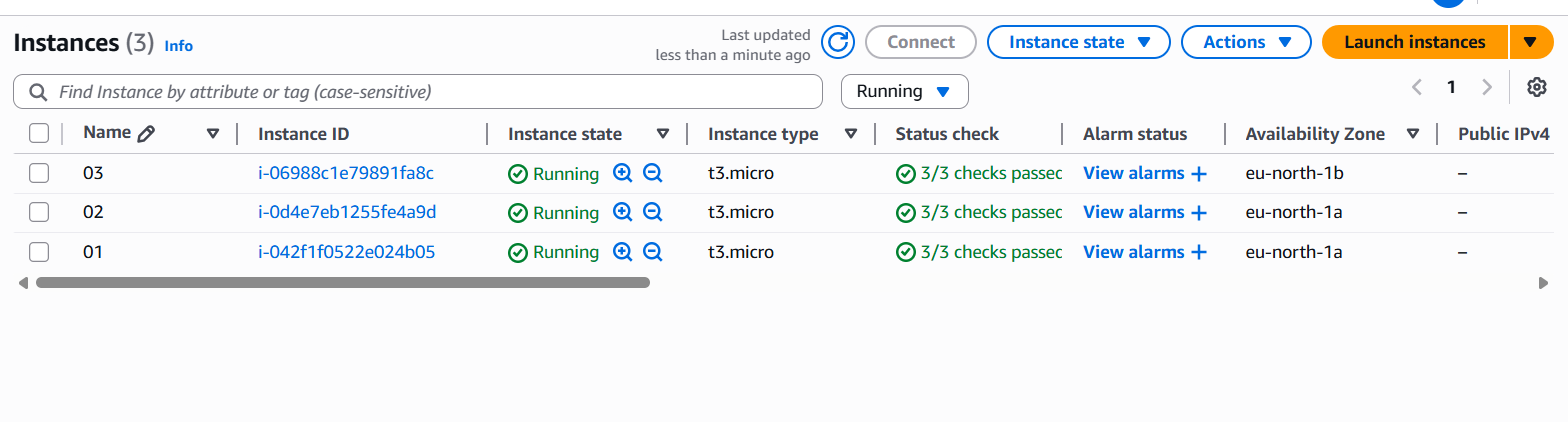 Instances (3) Info
Last updated
less than a minute ago
Connect
Instance state
Actions
Launch instances
Find Instance by attribute or tag (case-sensitive)
Running
1
Name Instance ID Instance state Instance type Status check Alarm status Availability Zone Public IPv4
03 i-06988c1e79891fa8c Running t3.micro 3/3 checks passec View alarms + eu-north-1b –
02 i-0d4e7eb1255fe4a9d Running t3.micro 3/3 checks passec View alarms + eu-north-1a –
01 i-042f1f0522e024b05 Running t3.micro 3/3 checks passec View alarms + eu-north-1a –